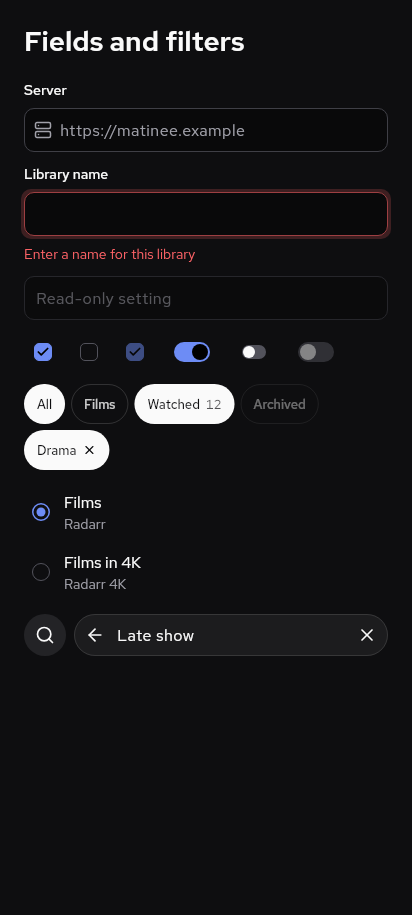 Fields and filters
Server
https://matinee.example
Library name
Enter a name for this library
Read-only setting
All Films Watched 12 Archived
Drama
Films
Radarr
Films in 4K
Radarr 4K
Late show